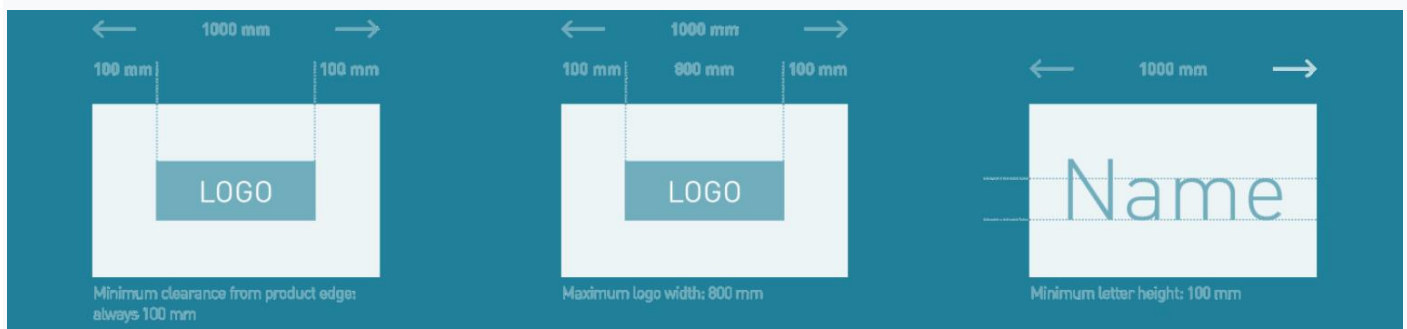 1000 mm
100 mm 100 mm
LOGO
Minimum clearance from product edge:
always 100 mm
1000 mm
100 mm 800 mm 100 mm
LOGO
Maximum logo width: 800 mm
1000 mm
Name
Minimum letter height: 100 mm